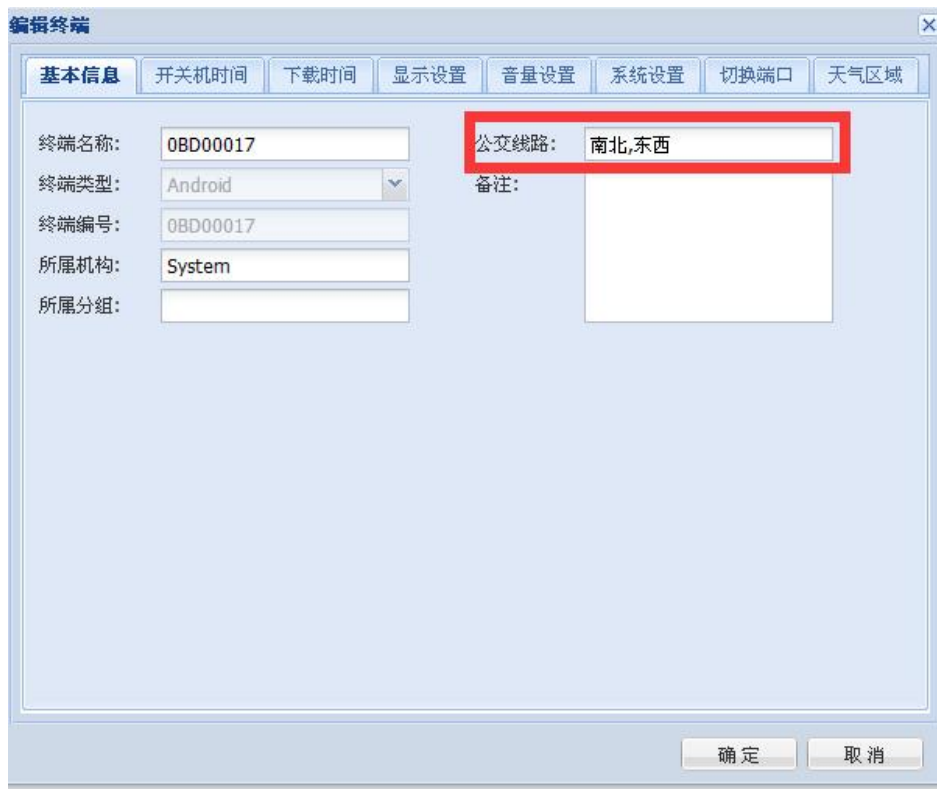 编辑终端
基本信息 开关机时间 下载时间 显示设置 音量设置 系统设置 切换端口 天气区域
终端名称: 0BD00017 公交线路: 南北,东西
终端类型: Android 备注:
终端编号: 0BD00017
所属机构: System
所属分组:
确定 取消